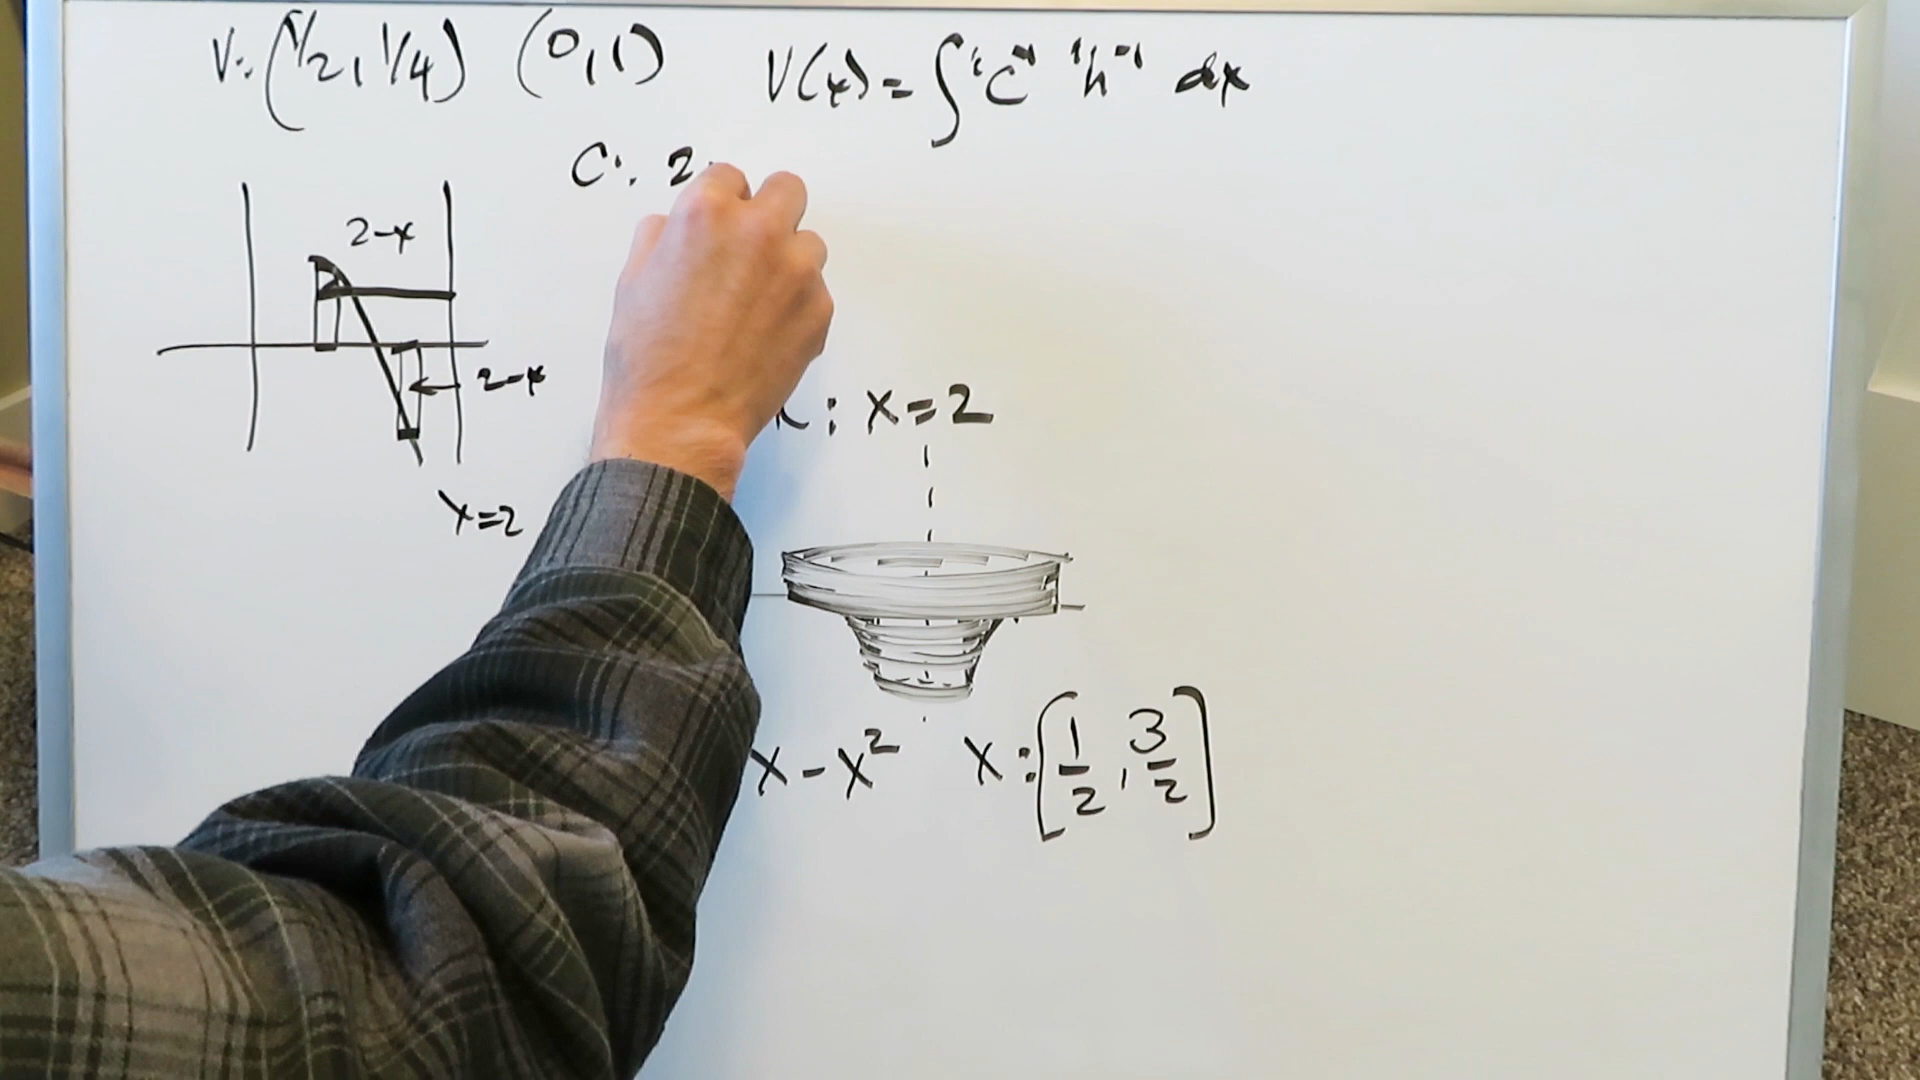 V: (1/2, 1/4) (0,1) V(x) = ∫ "C" "h" dx
C: 2
2-x
2-x
: x=2
x=2
x-x² x: [1/2, 3/2]